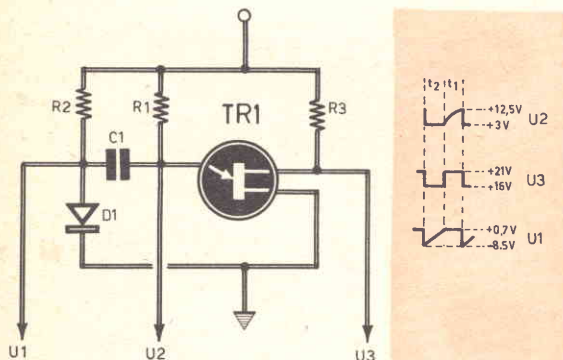 R2
R1
TR1
R3
C1
D1
U1
U2
U3
t2 t1
+12,5V
+3V
U2
+21V
+16V
U3
+0,7V
-8.5V
U1